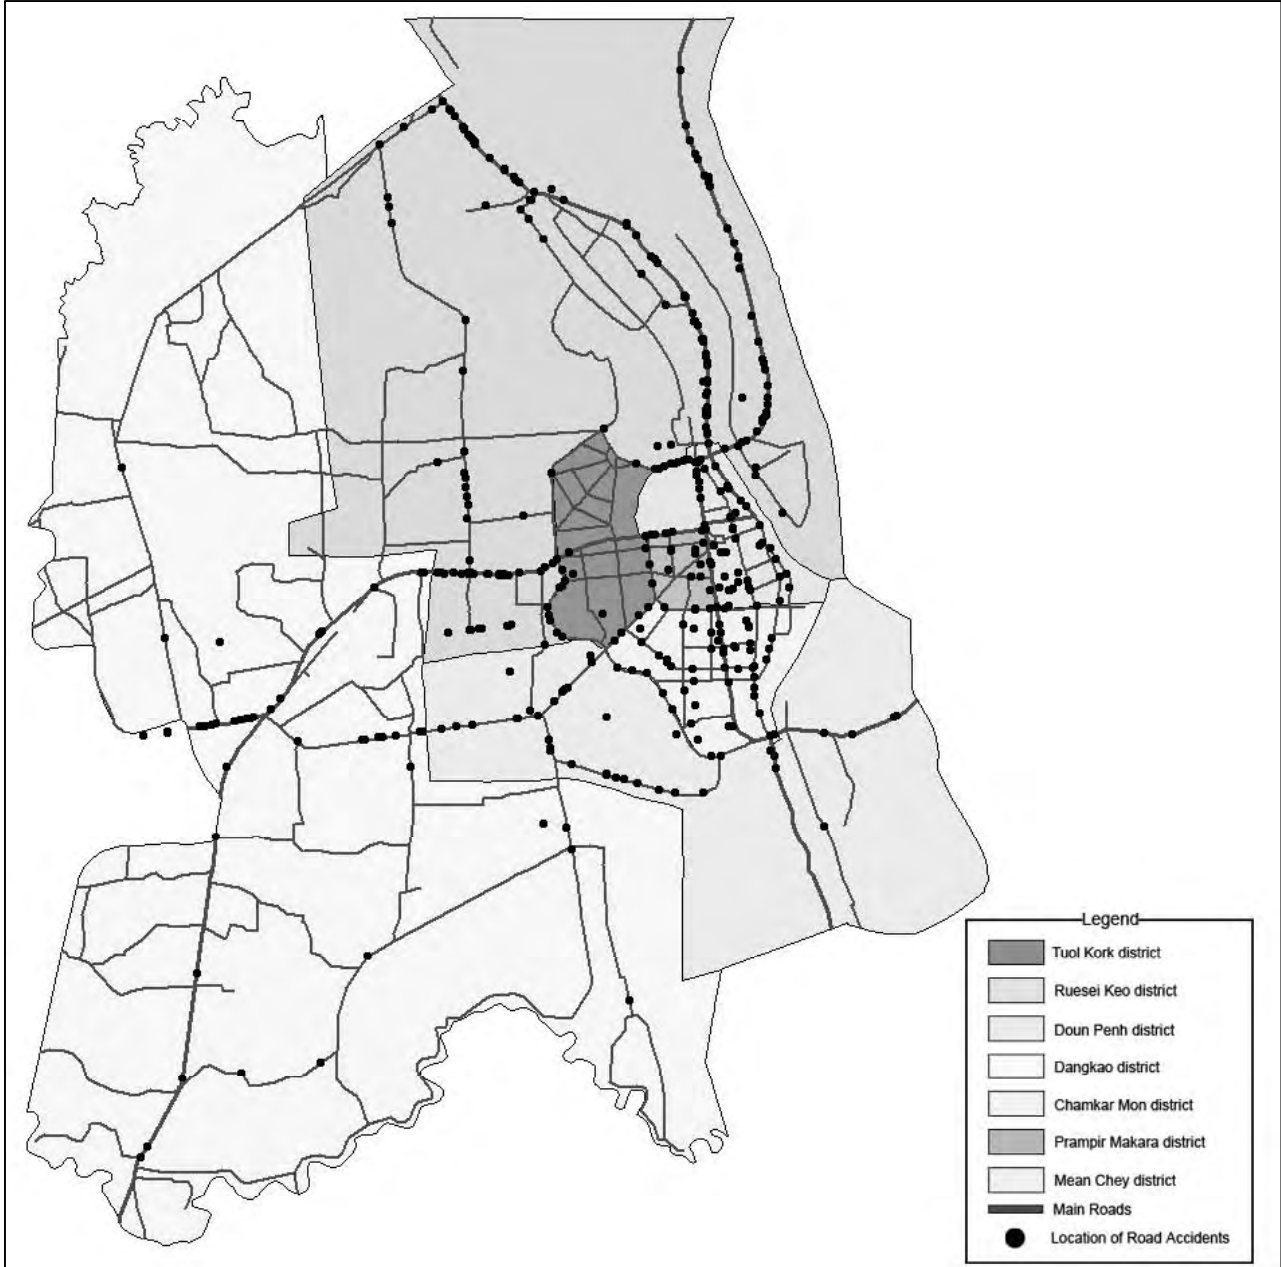 Legend
Tuol Kork district
Ruesei Keo district
Doun Penh district
Dangkao district
Chamkar Mon district
Prampir Makara district
Mean Chey district
Main Roads
Location of Road Accidents